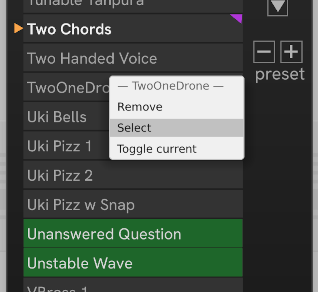 Tunable Tanpura
Two Chords
Two Handed Voice
TwoOneDro
— TwoOneDrone —
Remove
Select
Toggle current
Uki Bells
Uki Pizz 1
Uki Pizz 2
Uki Pizz w Snap
Unanswered Question
Unstable Wave
VBrass 1
preset